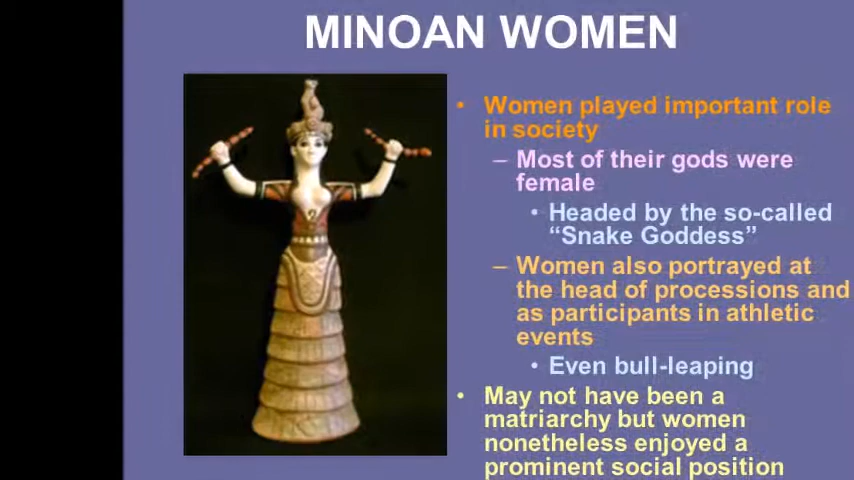 MINOAN WOMEN
• Women played important role
in society
– Most of their gods were
female
• Headed by the so-called
“Snake Goddess”
– Women also portrayed at
the head of processions and
as participants in athletic
events
• Even bull-leaping
• May not have been a
matriarchy but women
nonetheless enjoyed a
prominent social position